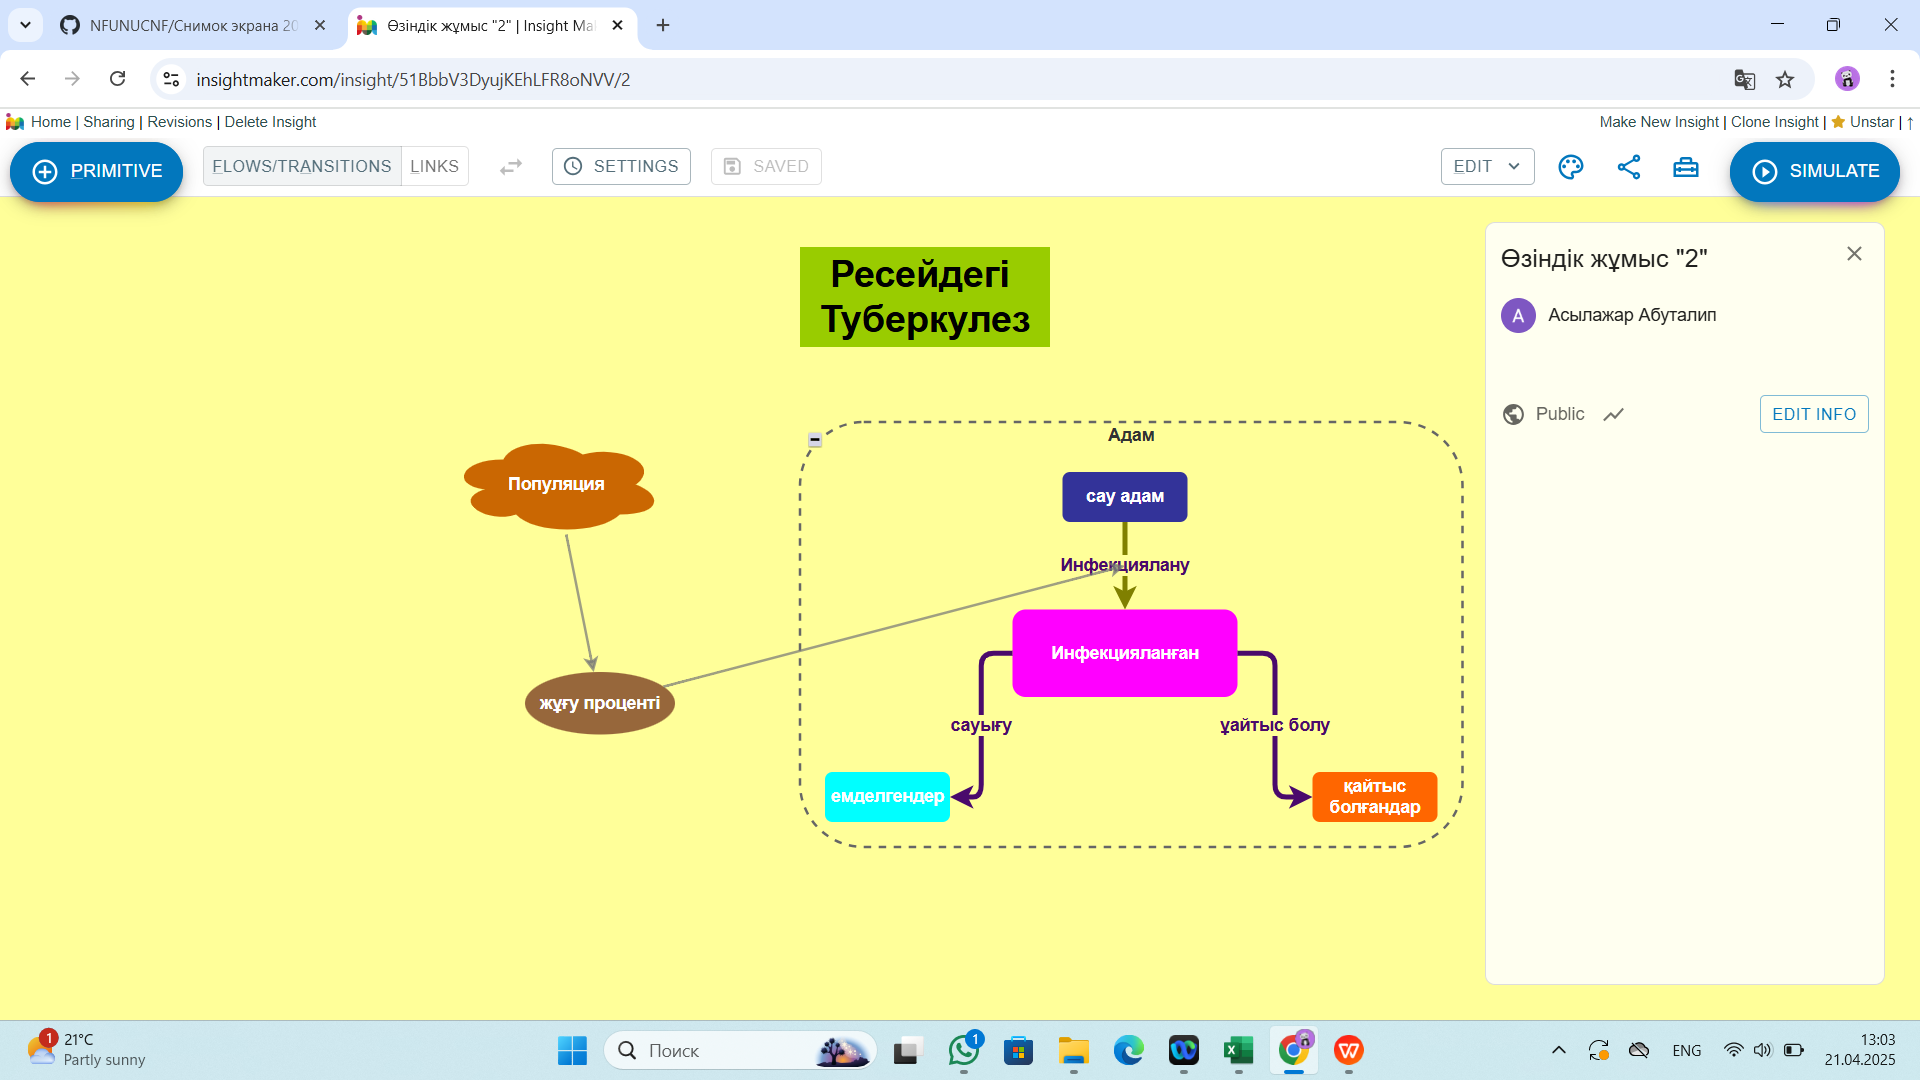 NFUNUCNF/Снимок экрана 20
Өзіндік жұмыс "2" | Insight Ma
insightmaker.com/insight/51BbbV3DyujKEhLFR8oNVV/2
Home | Sharing | Revisions | Delete Insight
Make New Insight | Clone Insight | Unstar | ↑
PRIMITIVE
FLOWS/TRANSITIONS
LINKS
SETTINGS
SAVED
EDIT
SIMULATE
Ресейдегі
Туберкулез
Өзіндік жұмыс "2"
A
Асылажар Абуталип
Public
EDIT INFO
Адам
Популяция
сау адам
Инфекциялану
Инфекцияланған
жұғу проценті
сауығу
ұайтыс болу
емделгендер
қайтыс
болғандар
1
21°C
Partly sunny
Поиск
1
ENG
13:03
21.04.2025